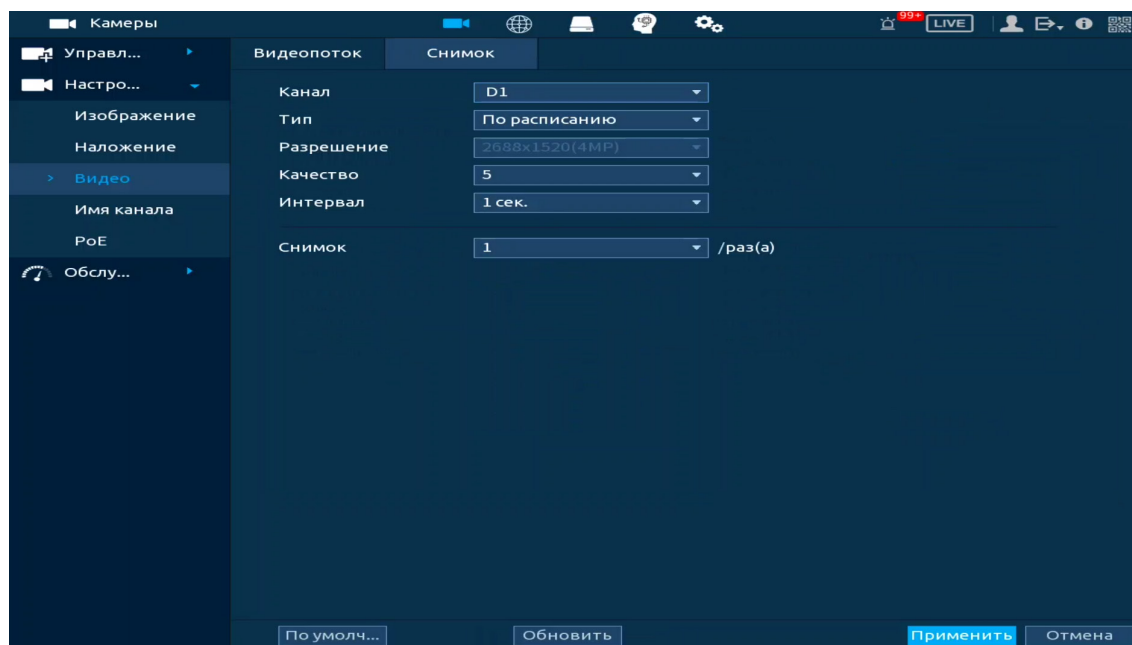 Камеры
99+
LIVE
Управл...
Настро...
Изображение
Наложение
> Видео
Имя канала
PoE
Обслу...
Видеопоток Снимок
Канал D1
Тип По расписанию
Разрешение 2688x1520(4MP)
Качество 5
Интервал 1 сек.
Снимок 1 /раз(а)
По умолч... Обновить Применить Отмена